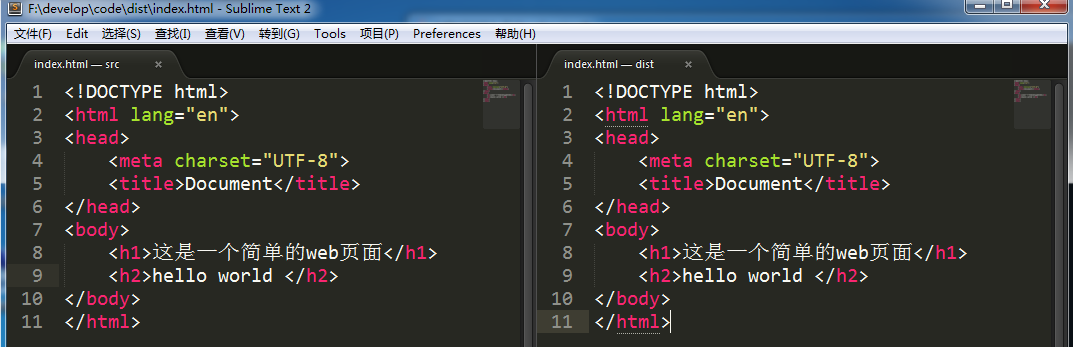 F:\develop\code\dist\index.html - Sublime Text 2
文件(F) Edit 选择(S) 查找(I) 查看(V) 转到(G) Tools 项目(P) Preferences 帮助(H)
index.html — src ×
1 <!DOCTYPE html>
2 <html lang="en">
3 <head>
4     <meta charset="UTF-8">
5     <title>Document</title>
6 </head>
7 <body>
8     <h1>这是一个简单的web页面</h1>
9     <h2>hello world </h2>
10 </body>
11 </html>
index.html — dist ×
1 <!DOCTYPE html>
2 <html lang="en">
3 <head>
4     <meta charset="UTF-8">
5     <title>Document</title>
6 </head>
7 <body>
8     <h1>这是一个简单的web页面</h1>
9     <h2>hello world </h2>
10 </body>
11 </html>